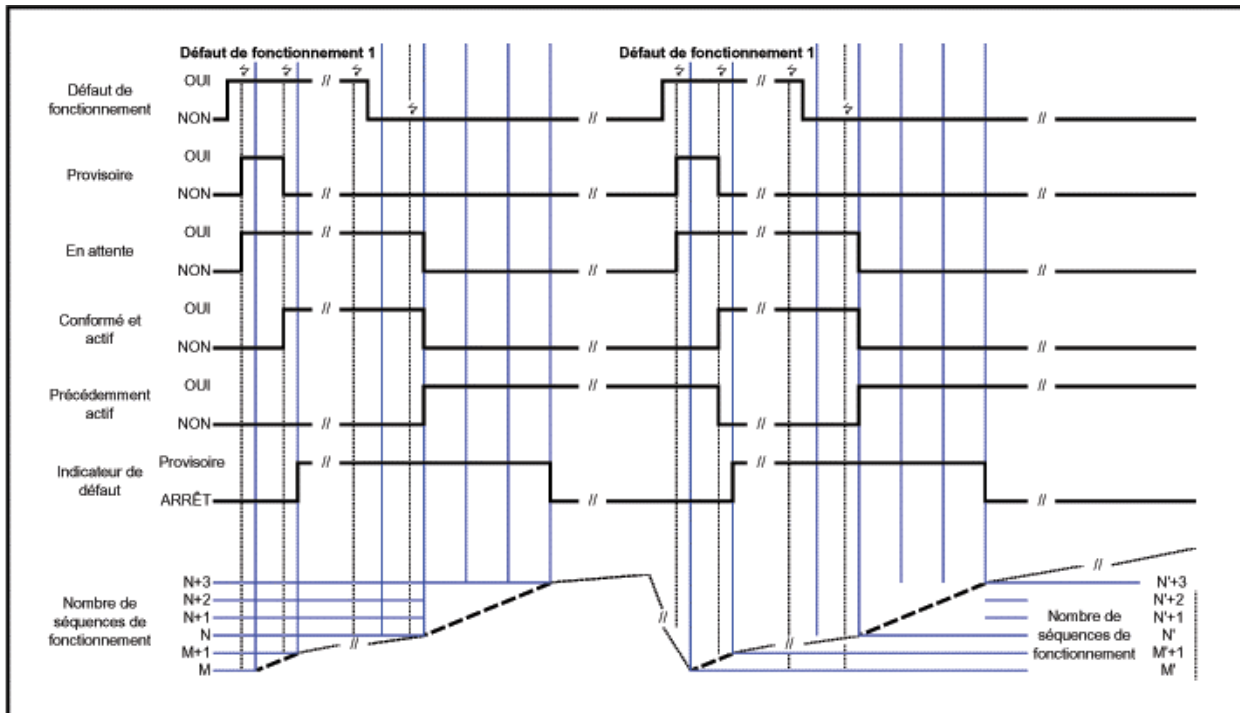 Défaut de fonctionnement 1
Défaut de fonctionnement 1
Défaut de
fonctionnement
OUI
NON
Provisoire
OUI
NON
En attente
OUI
NON
Conformé et
actif
OUI
NON
Précédemment
actif
OUI
NON
Indicateur de
défaut
Provisoire
ARRÊT
Nombre de
séquences de
fonctionnement
N+3
N+2
N+1
N
M+1
M
Nombre de
séquences de
fonctionnement
N'+3
N'+2
N'+1
N'
M'+1
M'